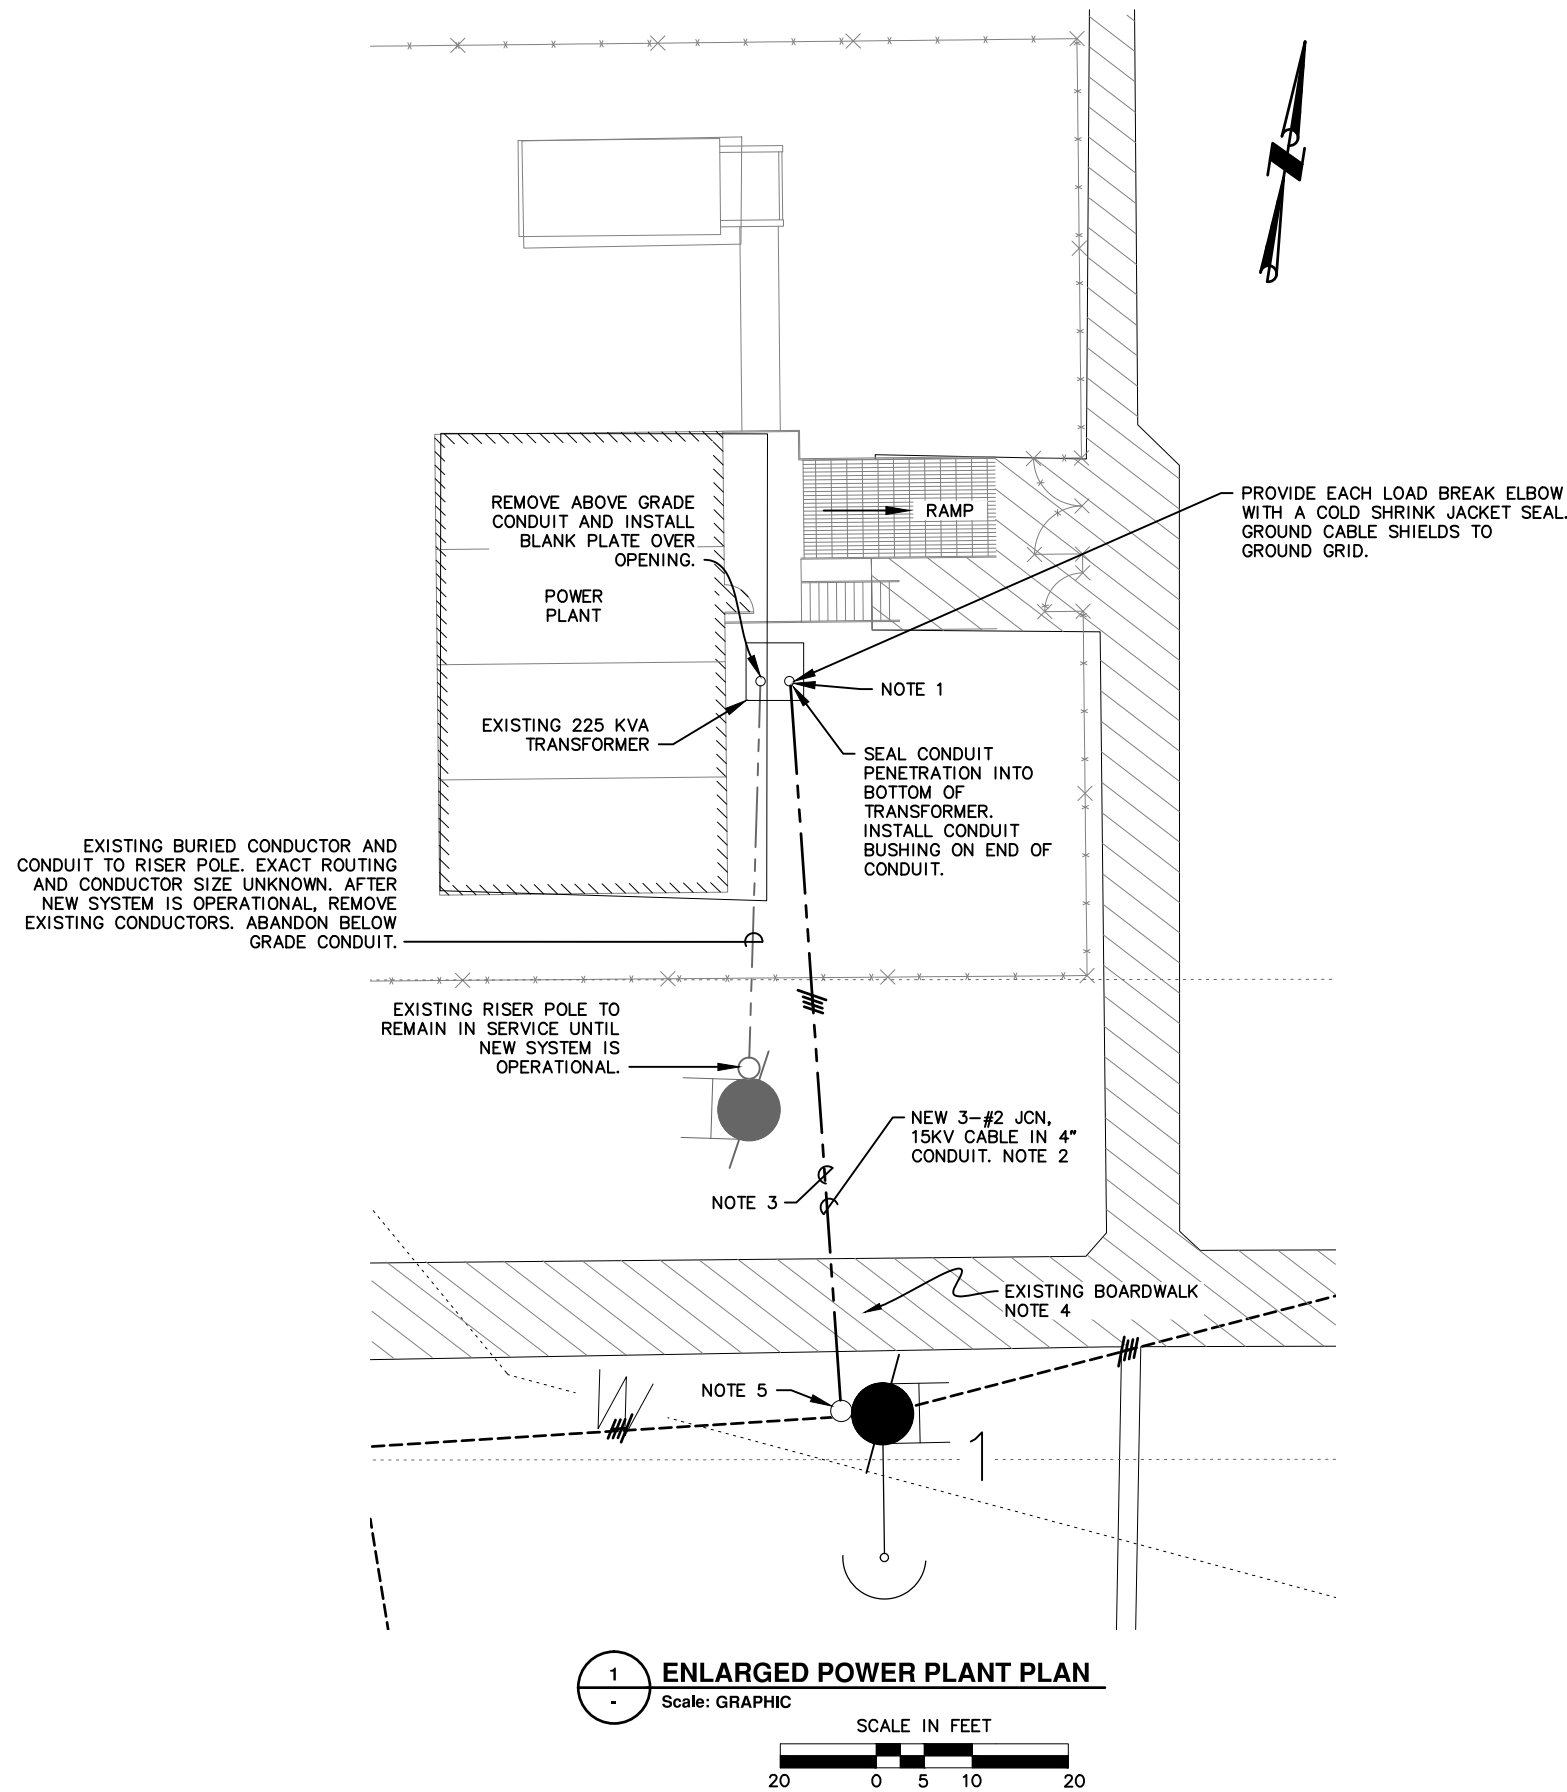 REMOVE ABOVE GRADE
CONDUIT AND INSTALL
BLANK PLATE OVER
OPENING.
RAMP
PROVIDE EACH LOAD BREAK ELBOW
WITH A COLD SHRINK JACKET SEAL.
GROUND CABLE SHIELDS TO
GROUND GRID.
POWER
PLANT
NOTE 1
EXISTING 225 KVA
TRANSFORMER
SEAL CONDUIT
PENETRATION INTO
BOTTOM OF
TRANSFORMER.
INSTALL CONDUIT
BUSHING ON END OF
CONDUIT.
EXISTING BURIED CONDUCTOR AND
CONDUIT TO RISER POLE. EXACT ROUTING
AND CONDUCTOR SIZE UNKNOWN. AFTER
NEW SYSTEM IS OPERATIONAL, REMOVE
EXISTING CONDUCTORS. ABANDON BELOW
GRADE CONDUIT.
EXISTING RISER POLE TO
REMAIN IN SERVICE UNTIL
NEW SYSTEM IS
OPERATIONAL.
NEW 3-#2 JCN,
15KV CABLE IN 4"
CONDUIT. NOTE 2
NOTE 3
EXISTING BOARDWALK
NOTE 4
NOTE 5
1
1
-
ENLARGED POWER PLANT PLAN
Scale: GRAPHIC
SCALE IN FEET
20 0 5 10 20